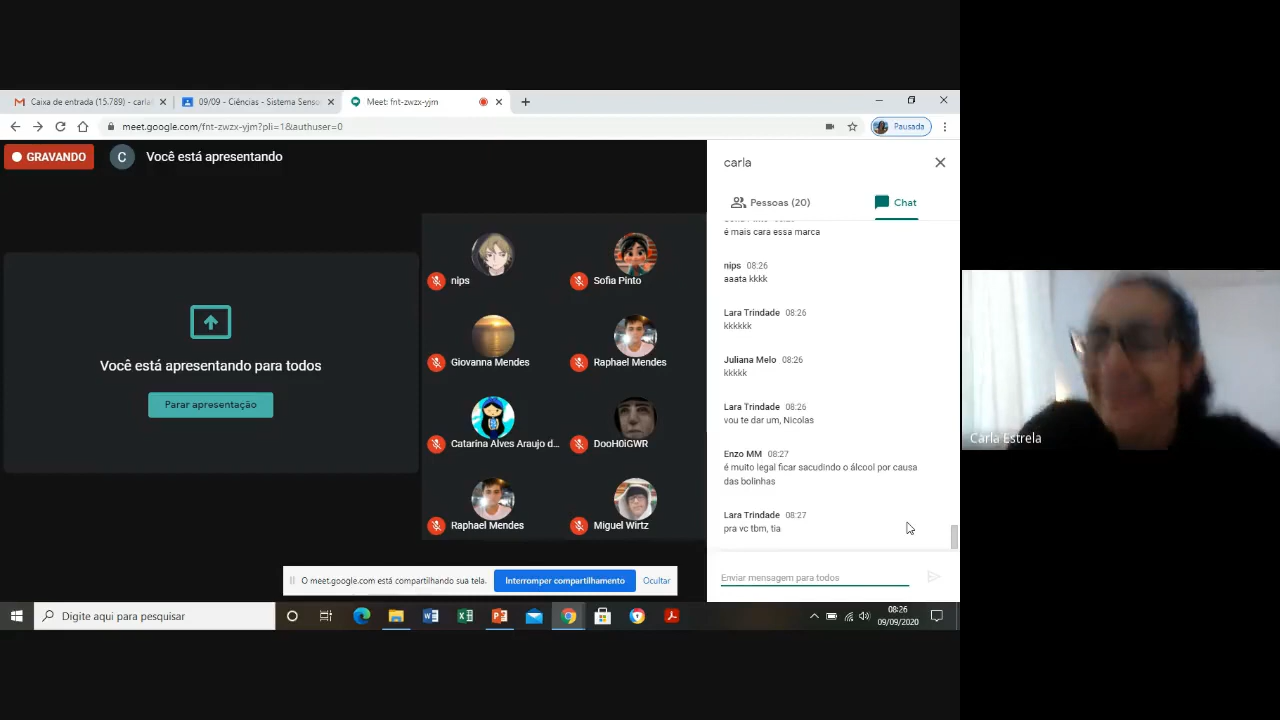 Caixa de entrada (15.789) - carla
09/09 - Ciências - Sistema Senso
Meet: fnt-zwzx-yjm
meet.google.com/fnt-zwzx-yjm?pli=1&authuser=0
Pausada
GRAVANDO
C
Você está apresentando
carla
Pessoas (20)
Chat
Você está apresentando para todos
Parar apresentação
nips
Sofia Pinto
Giovanna Mendes
Raphael Mendes
Catarina Alves Araujo d...
DooH0iGWR
Raphael Mendes
Miguel Wirtz
é mais cara essa marca
nips 08:26
aaata kkkk
Lara Trindade 08:26
kkkkkk
Juliana Melo 08:26
kkkkk
Lara Trindade 08:26
vou te dar um, Nicolas
Enzo MM 08:27
é muito legal ficar sacudindo o álcool por causa
das bolinhas
Lara Trindade 08:27
pra vc tbm, tia
Enviar mensagem para todos
O meet.google.com está compartilhando sua tela.
Interromper compartilhamento
Ocultar
Digite aqui para pesquisar
08:26
09/09/2020
Carla Estrela